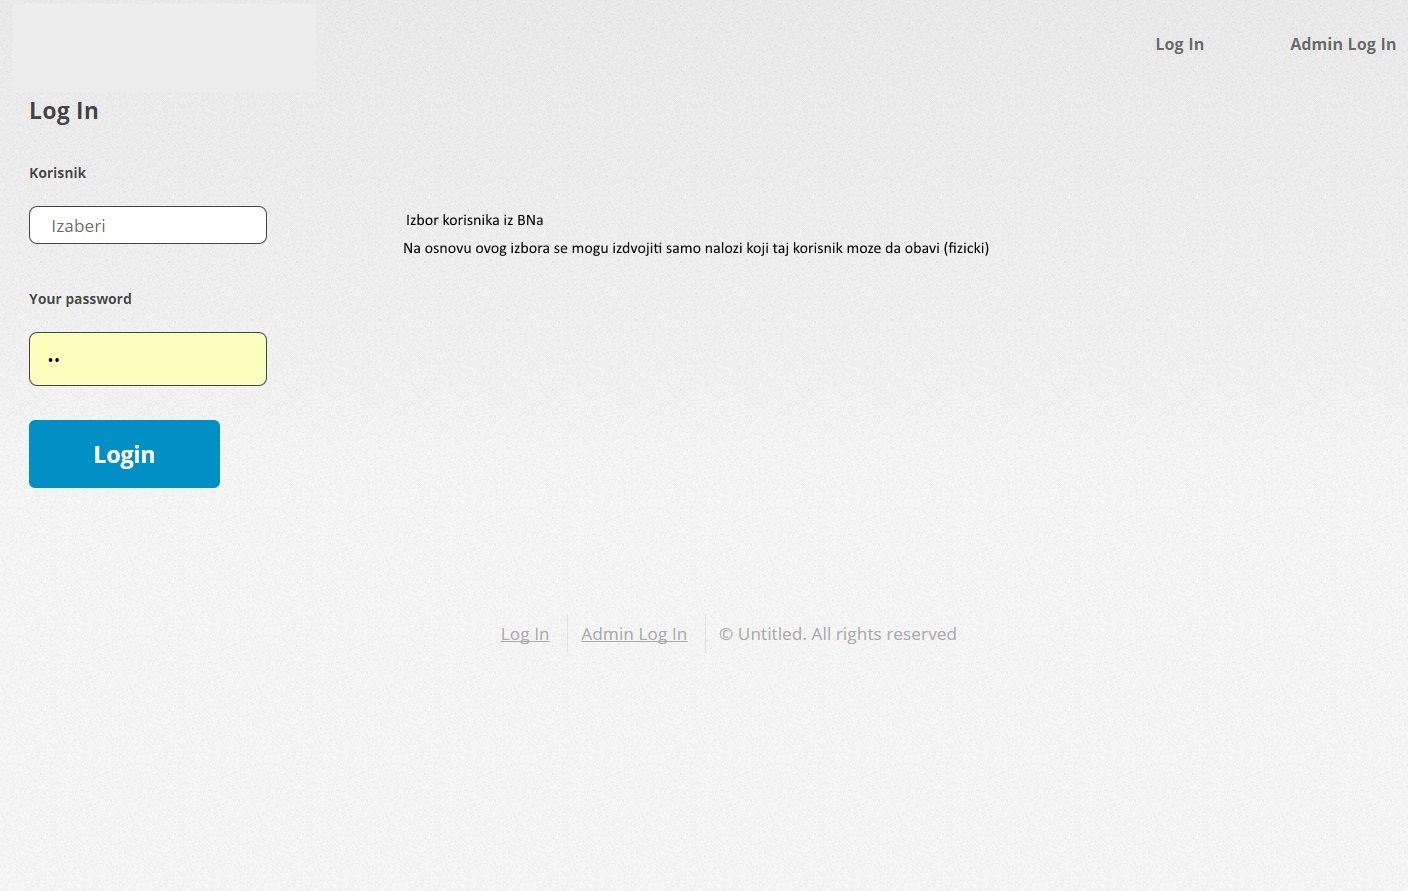 Log In
Admin Log In
Log In
Korisnik
Izaberi
Izbor korisnika iz BNa
Na osnovu ovog izbora se mogu izdvojiti samo nalozi koji taj korisnik moze da obavi (fizicki)
Your password
••
Login
Log In
Admin Log In
© Untitled. All rights reserved